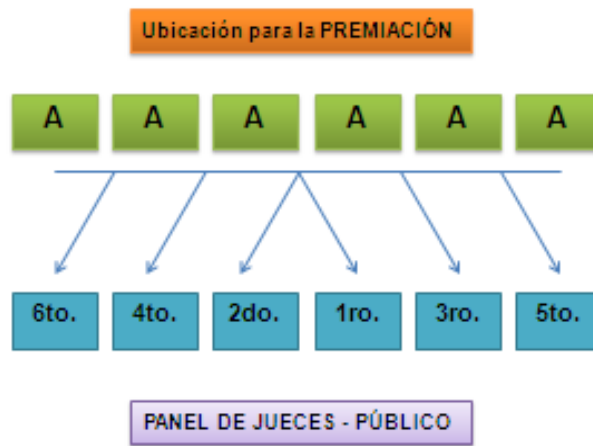 Ubicación para la PREMIACIÓN
A A A A A A
6to. 4to. 2do. 1ro. 3ro. 5to.
PANEL DE JUECES - PÚBLICO